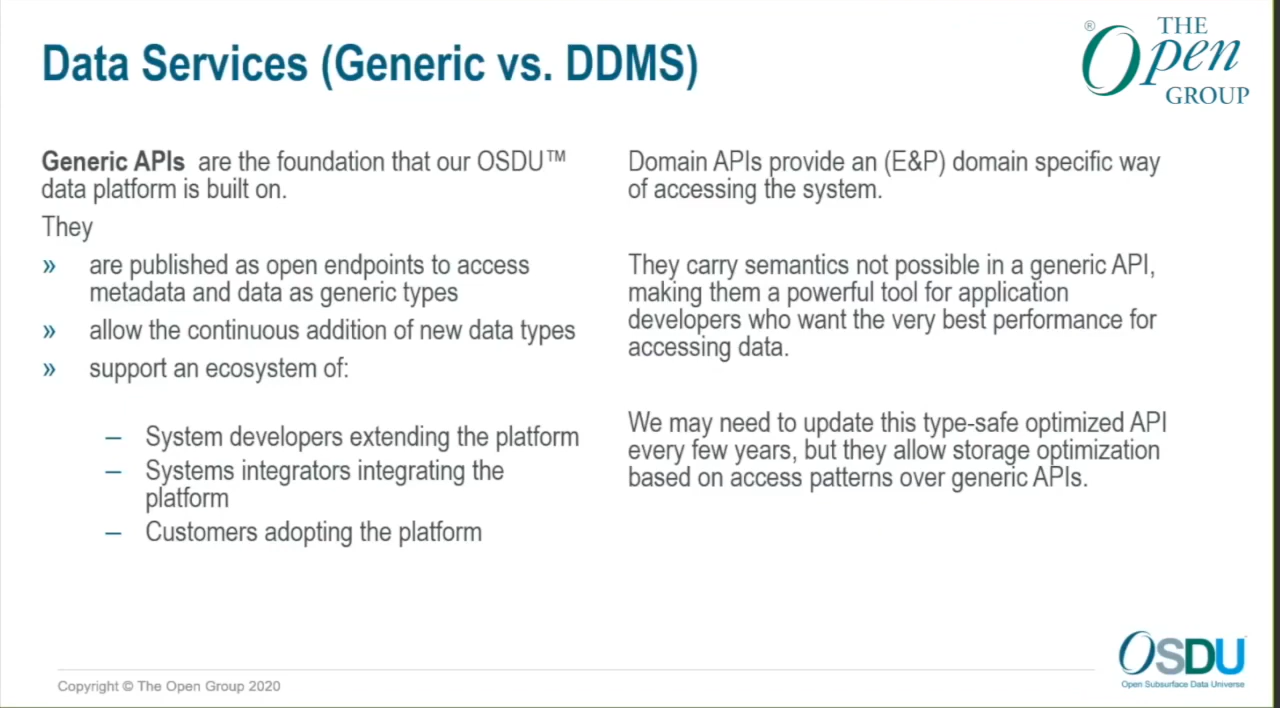 Data Services (Generic vs. DDMS)
® THE
Open
GROUP
Generic APIs are the foundation that our OSDU™
data platform is built on.
They
» are published as open endpoints to access
metadata and data as generic types
» allow the continuous addition of new data types
» support an ecosystem of:
– System developers extending the platform
– Systems integrators integrating the
platform
– Customers adopting the platform
Domain APIs provide an (E&P) domain specific way
of accessing the system.
They carry semantics not possible in a generic API,
making them a powerful tool for application
developers who want the very best performance for
accessing data.
We may need to update this type-safe optimized API
every few years, but they allow storage optimization
based on access patterns over generic APIs.
Copyright © The Open Group 2020
OSDU
Open Subsurface Data Universe